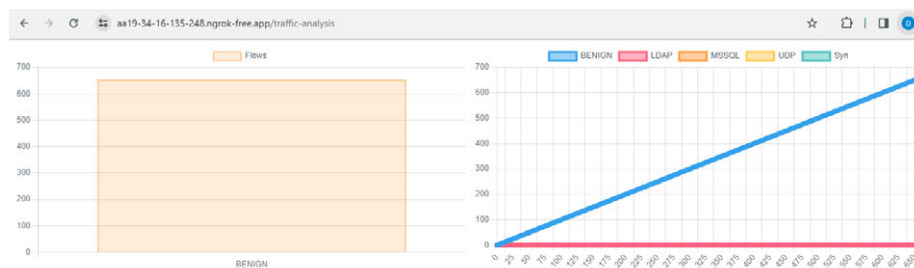 aa19-34-16-135-248.ngrok-free.app/traffic-analysis
D
Flows
700
600
500
400
300
200
100
0
BENIGN
BENIGN LDAP MSSQL UDP Syn
700
600
500
400
300
200
100
0
0 25 50 75 100 125 150 175 200 225 250 275 300 325 350 375 400 425 450 475 500 525 550 575 600 625 650